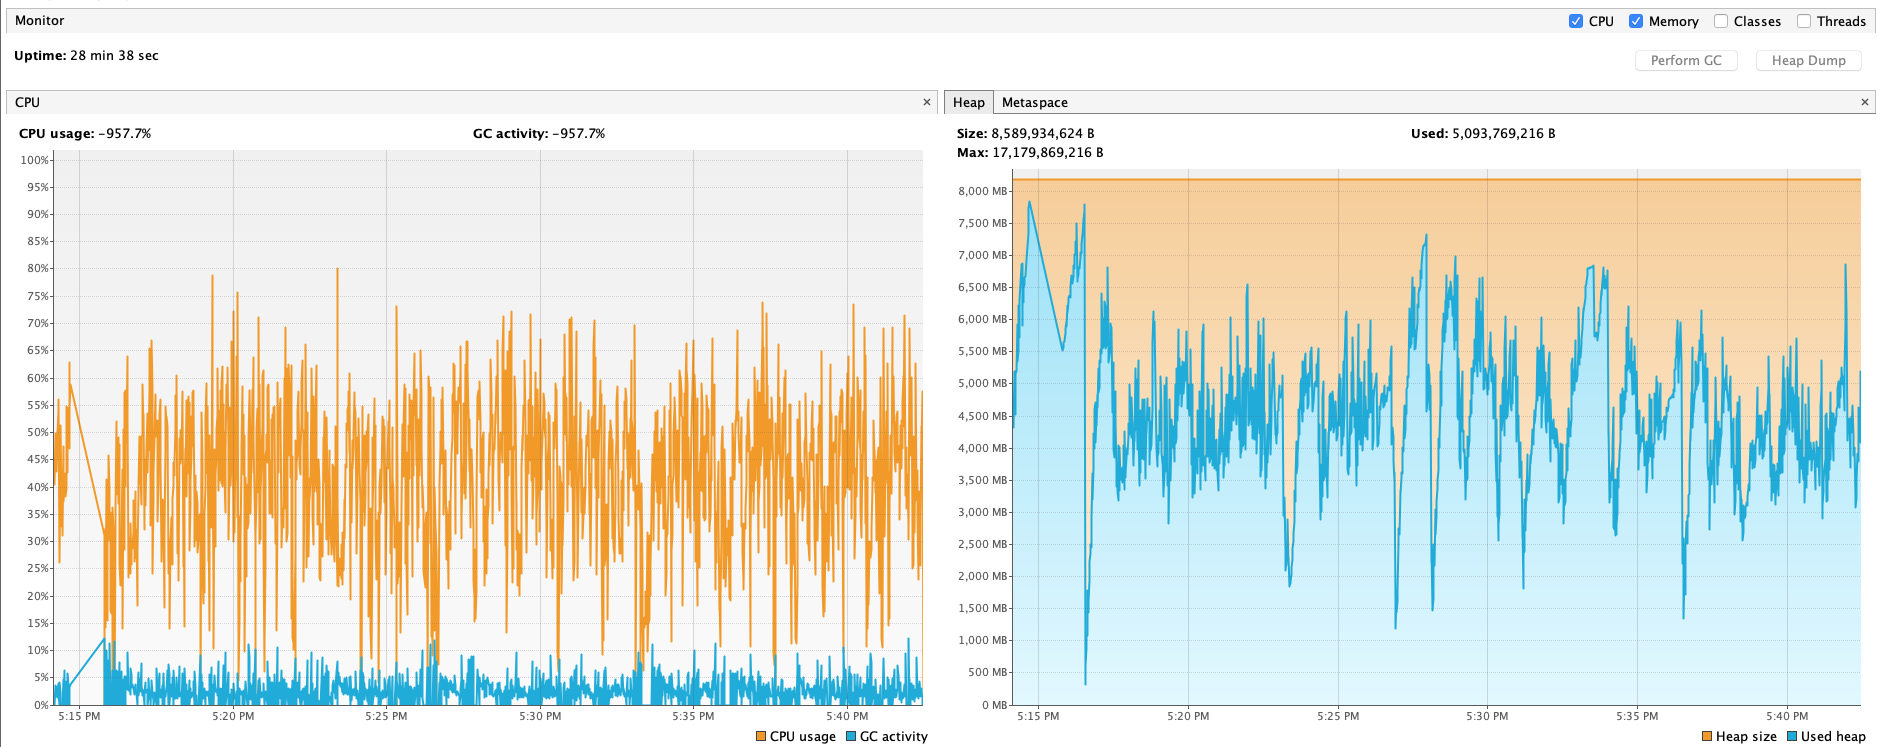 Monitor
CPU Memory Classes Threads
Uptime: 28 min 38 sec
Perform GC Heap Dump
CPU ×
CPU usage: -957.7% GC activity: -957.7%
100%
95%
90%
85%
80%
75%
70%
65%
60%
55%
50%
45%
40%
35%
30%
25%
20%
15%
10%
5%
0%
5:15 PM 5:20 PM 5:25 PM 5:30 PM 5:35 PM 5:40 PM
CPU usage GC activity
Heap Metaspace ×
Size: 8,589,934,624 B Used: 5,093,769,216 B
Max: 17,179,869,216 B
8,000 MB
7,500 MB
7,000 MB
6,500 MB
6,000 MB
5,500 MB
5,000 MB
4,500 MB
4,000 MB
3,500 MB
3,000 MB
2,500 MB
2,000 MB
1,500 MB
1,000 MB
500 MB
0 MB
5:15 PM 5:20 PM 5:25 PM 5:30 PM 5:35 PM 5:40 PM
Heap size Used heap